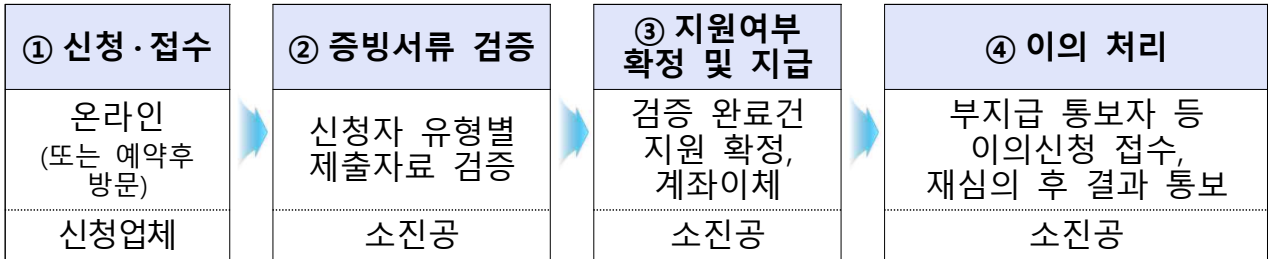 ① 신청·접수
온라인
(또는 예약후
방문)
신청업체
② 증빙서류 검증
신청자 유형별
제출자료 검증
소진공
③ 지원여부
확정 및 지급
검증 완료건
지원 확정,
계좌이체
소진공
④ 이의 처리
부지급 통보자 등
이의신청 접수,
재심의 후 결과 통보
소진공